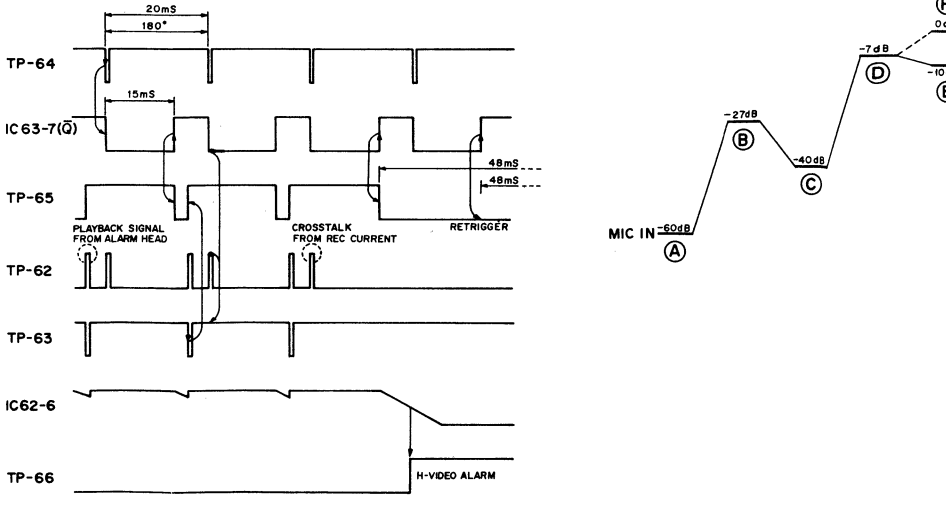 20mS
180°
TP-64
15mS
IC63-7(Q̅)
48mS
48mS
TP-65
PLAYBACK SIGNAL
FROM ALARM HEAD
CROSSTALK
FROM REC CURRENT
RETRIGGER
TP-62
TP-63
IC62-6
TP-66
H-VIDEO ALARM
-7dB
D
-10
-27dB
B
-40dB
C
MIC IN
-60dB
A